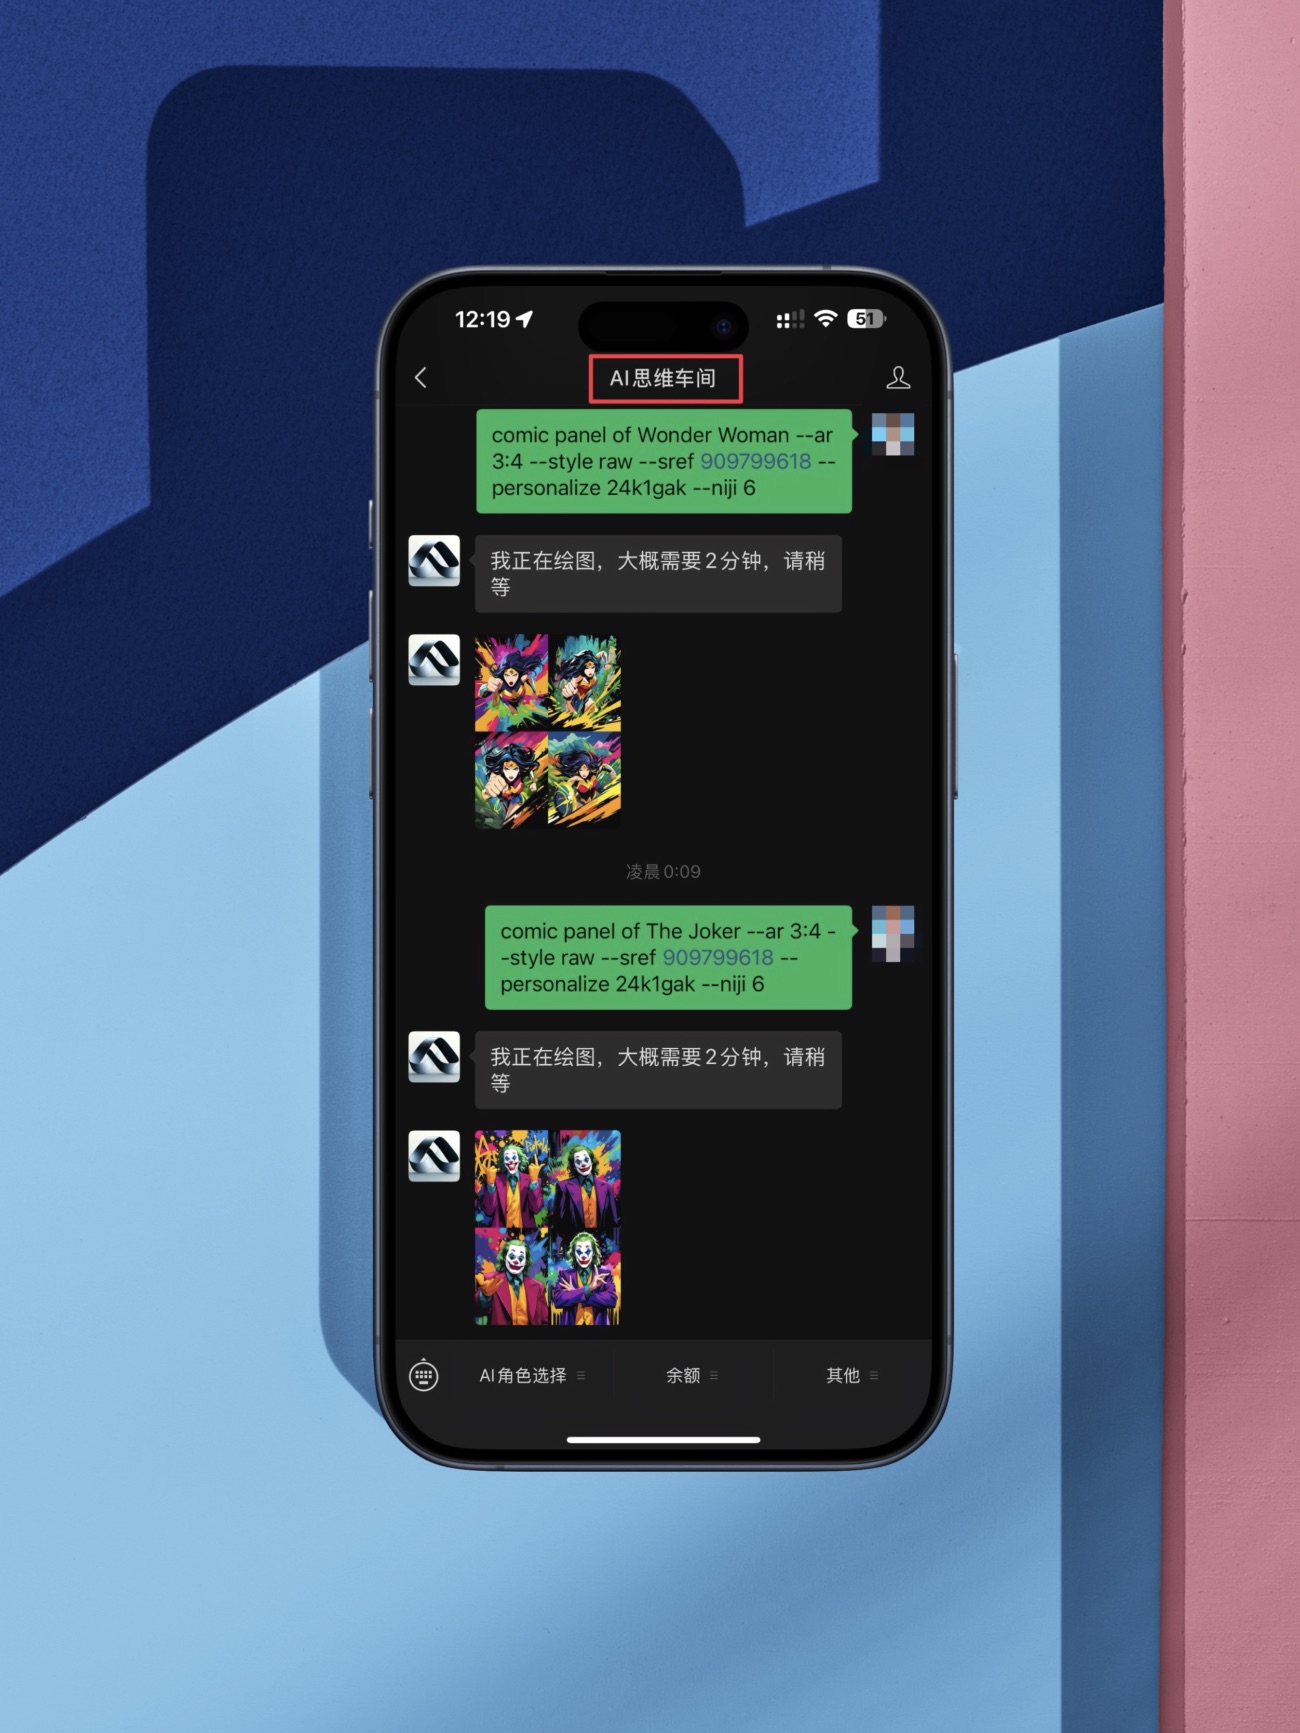 12:19
51
AI思维车间
comic panel of Wonder Woman --ar
3:4 --style raw --sref 909799618 --
personalize 24k1gak --niji 6
我正在绘图，大概需要2分钟，请稍
等
凌晨0:09
comic panel of The Joker --ar 3:4 -
-style raw --sref 909799618 --
personalize 24k1gak --niji 6
我正在绘图，大概需要2分钟，请稍
等
AI角色选择
余额
其他